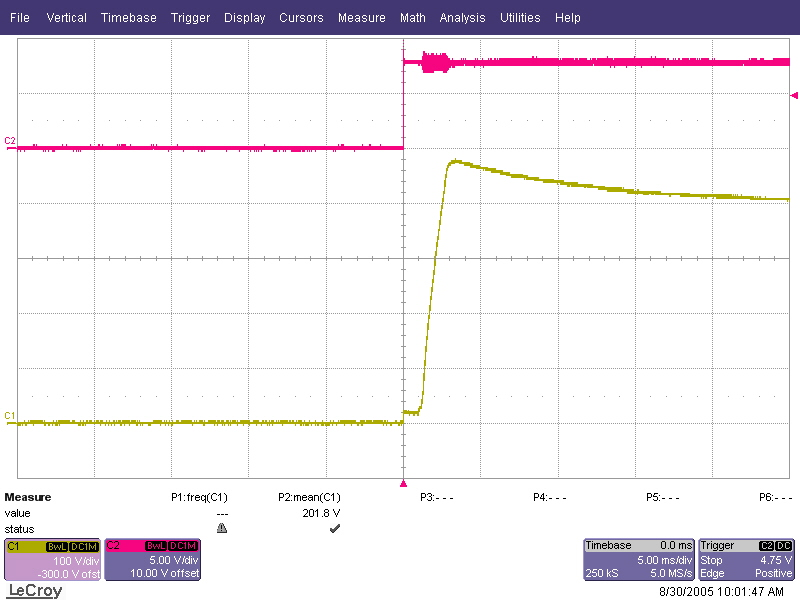 File Vertical Timebase Trigger Display Cursors Measure Math Analysis Utilities Help
C2
C1
Measure P1:freq(C1) P2:mean(C1) P3:--- P4:--- P5:--- P6:---
value --- 201.8 V
status
C1 BwL DC1M
100 V/div
-300.0 V ofst
C2 BwL DC1M
5.00 V/div
10.00 V offset
Timebase 0.0 ms
5.00 ms/div
250 kS 5.0 MS/s
Trigger C2 DC
Stop 4.75 V
Edge Positive
LeCroy
8/30/2005 10:01:47 AM